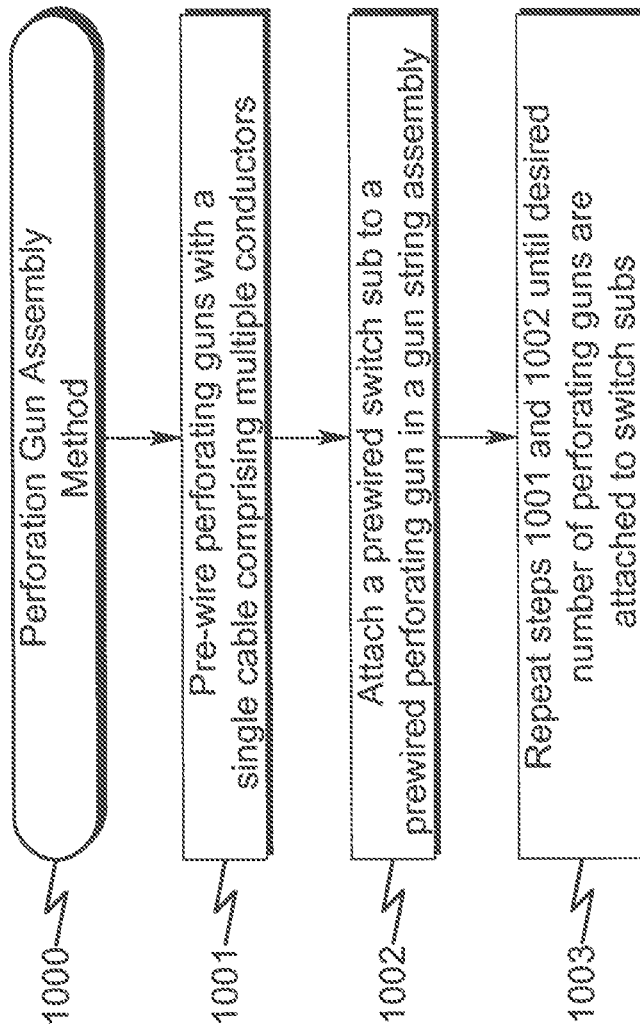 1000
Perforation Gun Assembly
Method
1001
Pre-wire perforating guns with a
single cable comprising multiple conductors
1002
Attach a prewired switch sub to a
prewired perforating gun in a gun string assembly
1003
Repeat steps 1001 and 1002 until desired
number of perforating guns are
attached to switch subs